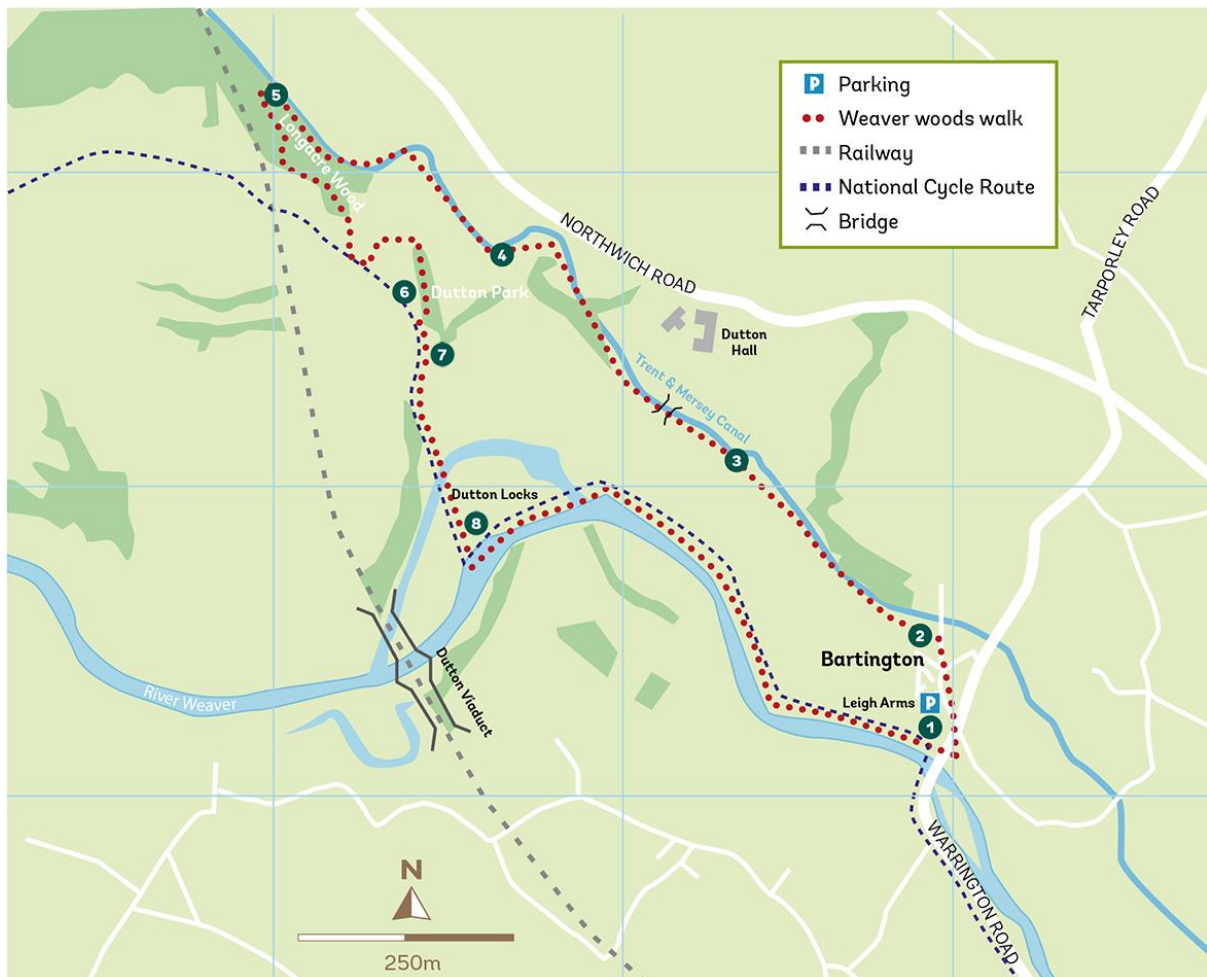 P Parking
Weaver woods walk
Railway
National Cycle Route
Bridge
5
Longacre Wood
NORTHWICH ROAD
TARPORLEY ROAD
4
6
Dutton Park
Dutton
Hall
7
Trent & Mersey Canal
3
Dutton Locks
8
2
Bartington
Dutton Viaduct
River Weaver
Leigh Arms
P
1
WARRINGTON ROAD
N
250m